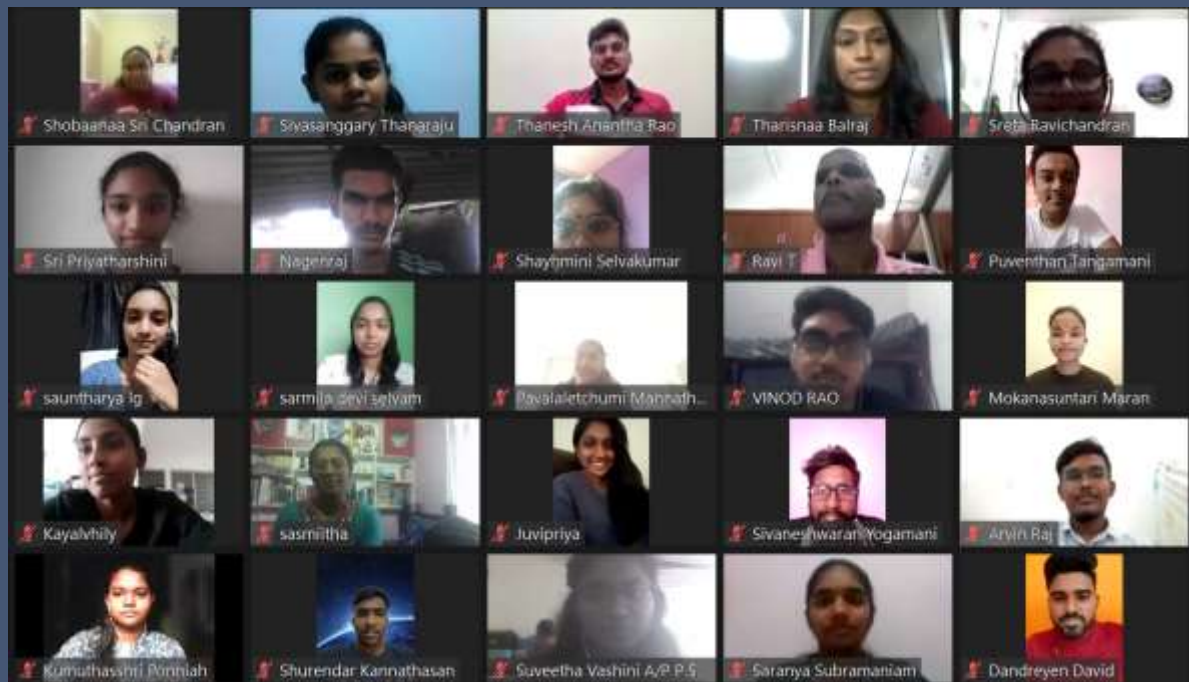 Shobaanaa Sri Chandran
Sivasanggary Thanaraju
Thanesh Anantha Rao
Tharisnaa Balraj
Sreta Ravichandran
Sri Priyatharshini
Nagenraj
Shayhmini Selvakumar
Ravi T
Puventhan Tangamani
sauntharya lg
sarmila devi selvam
Pavalaletchumi Mannath...
VINOD RAO
Mokanasuntari Maran
Kayalvhily
sasmiitha
Juvipriya
Sivaneshwaran Yogamani
Arvin Raj
Kumuthasshri Ponniah
Shurendar Kannathasan
Suveetha Vashini A/P P.S
Saranya Subramaniam
Dandreyen David